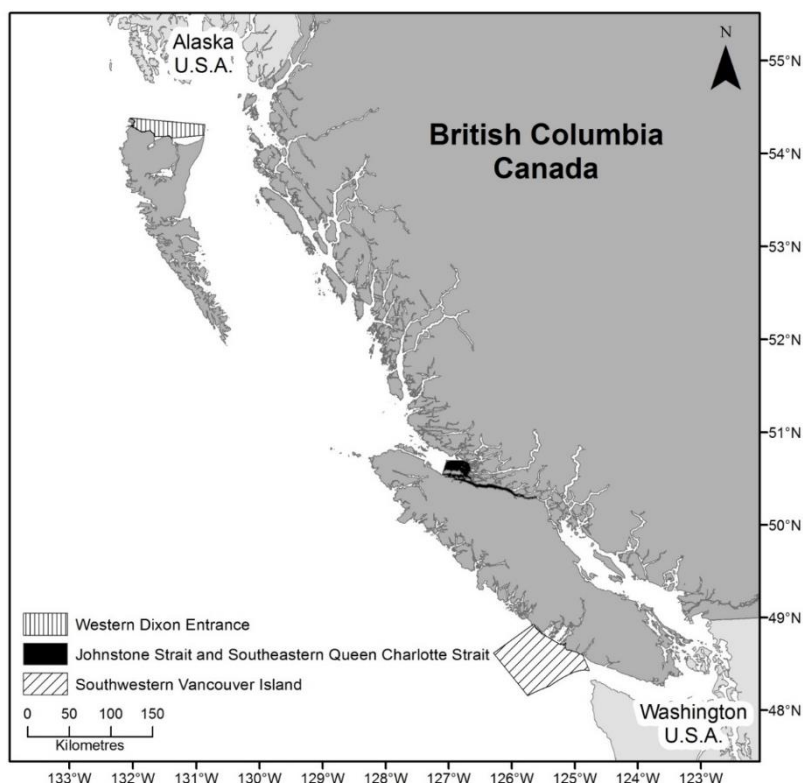 Alaska
U.S.A.
N
British Columbia
Canada
55°N
54°N
53°N
52°N
51°N
50°N
49°N
48°N
Western Dixon Entrance
Johnstone Strait and Southeastern Queen Charlotte Strait
Southwestern Vancouver Island
0 50 100 150
Kilometres
Washington
U.S.A.
133°W 132°W 131°W 130°W 129°W 128°W 127°W 126°W 125°W 124°W 123°W